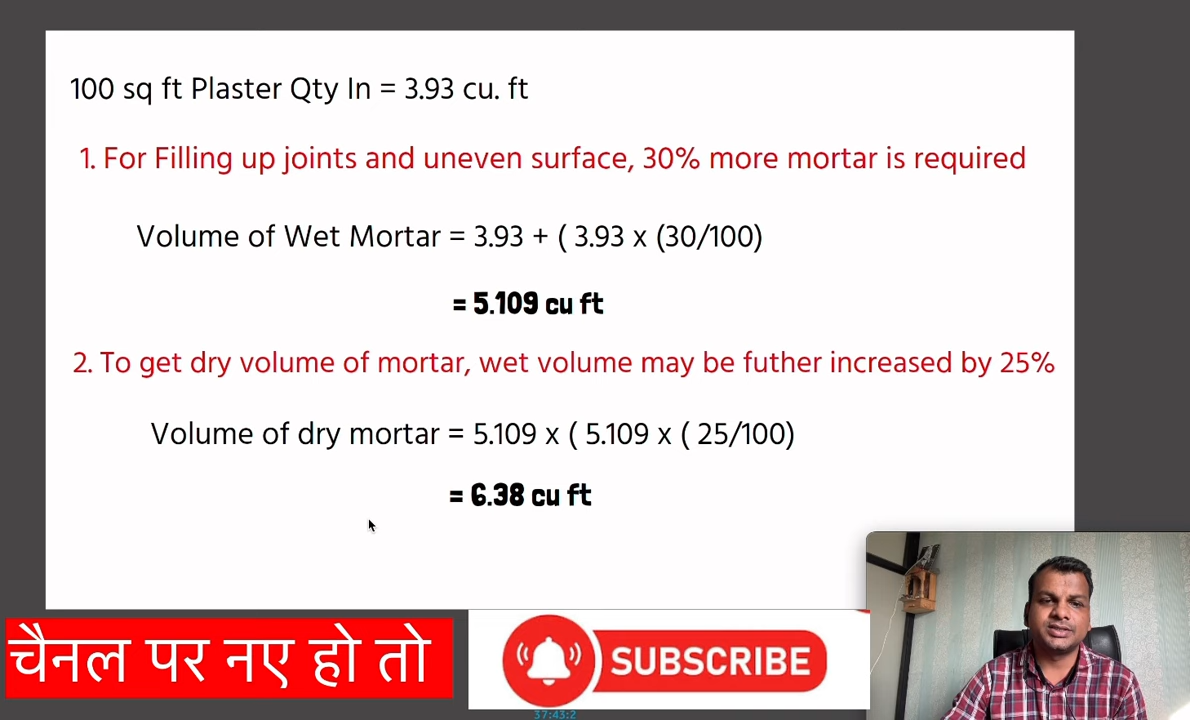 100 sq ft Plaster Qty In = 3.93 cu. ft
1. For Filling up joints and uneven surface, 30% more mortar is required
Volume of Wet Mortar = 3.93 + ( 3.93 x (30/100)
= 5.109 cu ft
2. To get dry volume of mortar, wet volume may be futher increased by 25%
Volume of dry mortar = 5.109 x ( 5.109 x ( 25/100)
= 6.38 cu ft
चैनल पर नए हो तो
SUBSCRIBE
37:43:2